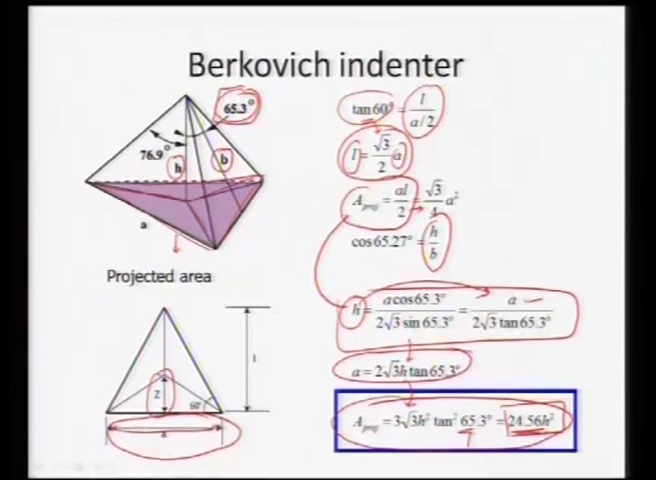 Berkovich indenter
65.3°
76.9°
h
b
a
Projected area
l
2
60°
a
tan 60° = l / a/2
l = √3/2 a
A_proj = al/2 = √3/4 a²
cos 65.27° = h/b
h = a cos 65.3° / 2√3 sin 65.3° = a / 2√3 tan 65.3°
a = 2√3h tan 65.3°
A_proj = 3√3h² tan² 65.3° = 24.56h²